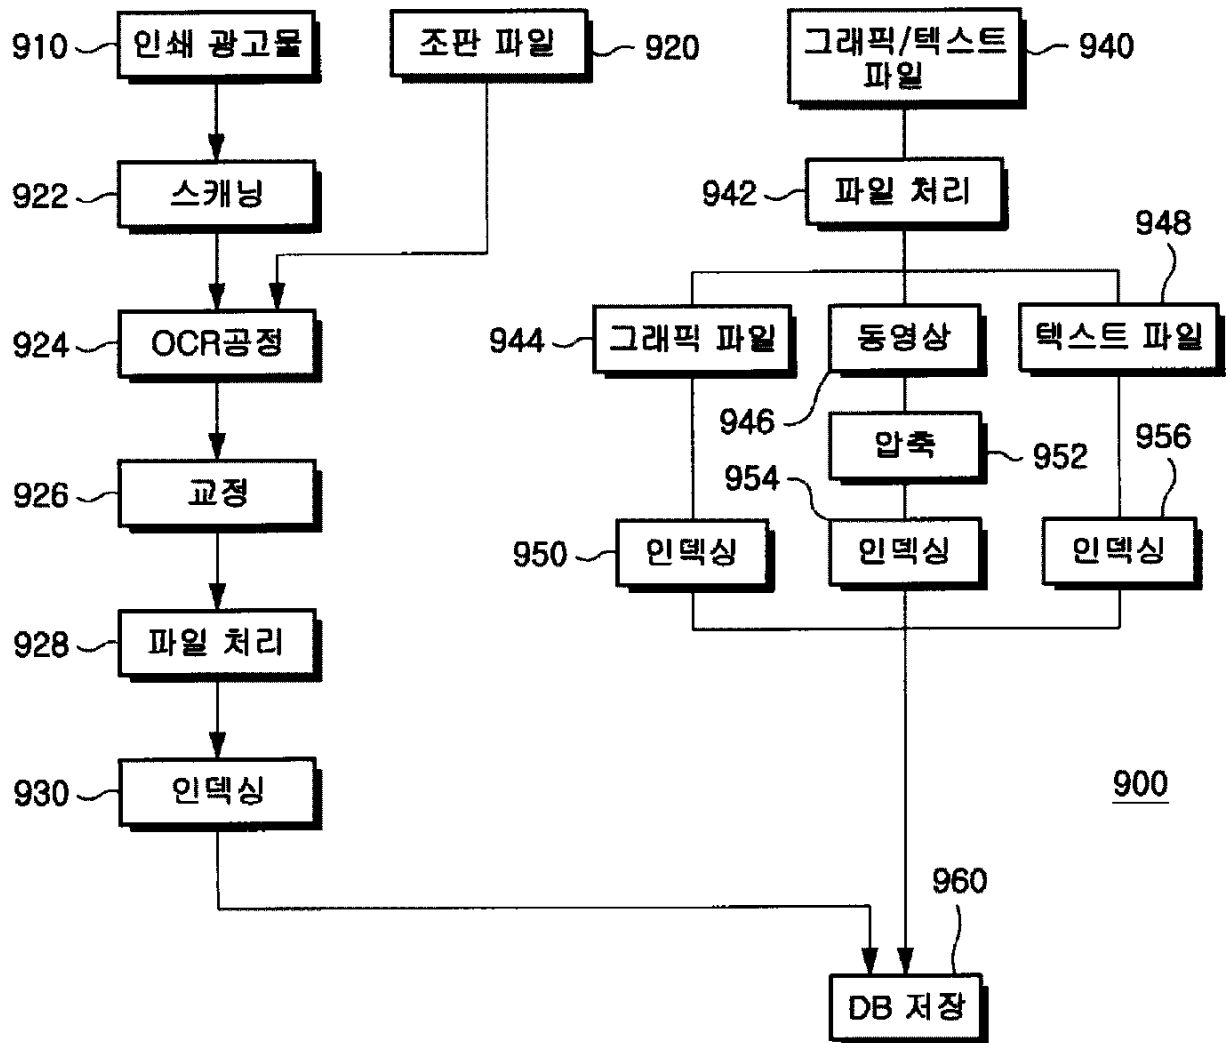 910
인쇄 광고물
조판 파일
920
그래픽/텍스트
파일
940
922
스캐닝
942
파일 처리
948
924
OCR공정
944
그래픽 파일
동영상
텍스트 파일
946
압축
952
956
926
교정
954
950
인덱싱
인덱싱
인덱싱
928
파일 처리
930
인덱싱
900
960
DB 저장